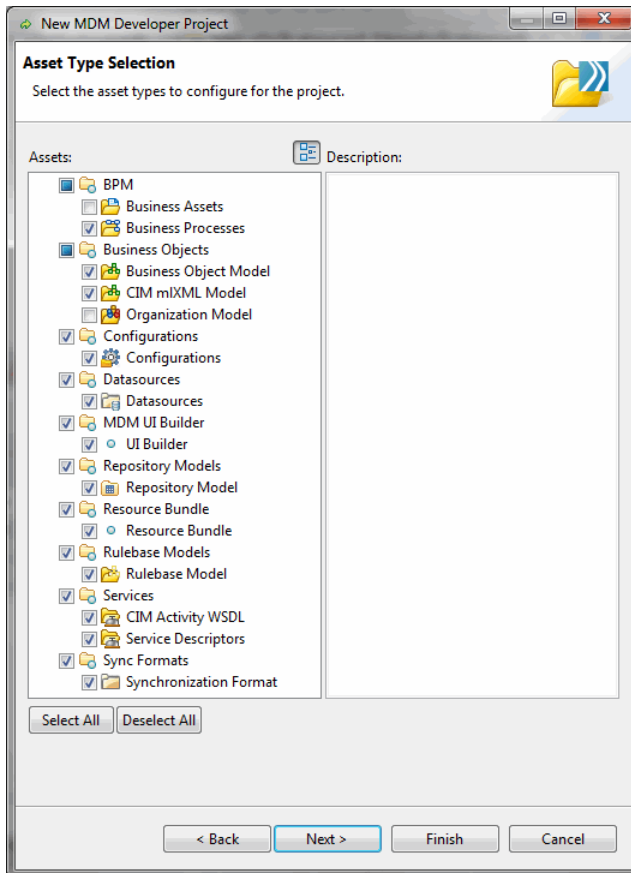 New MDM Developer Project
Asset Type Selection
Select the asset types to configure for the project.
Assets:
Description:
BPM
Business Assets
Business Processes
Business Objects
Business Object Model
CIM mlXML Model
Organization Model
Configurations
Configurations
Datasources
Datasources
MDM UI Builder
UI Builder
Repository Models
Repository Model
Resource Bundle
Resource Bundle
Rulebase Models
Rulebase Model
Services
CIM Activity WSDL
Service Descriptors
Sync Formats
Synchronization Format
Select All Deselect All
< Back Next > Finish Cancel